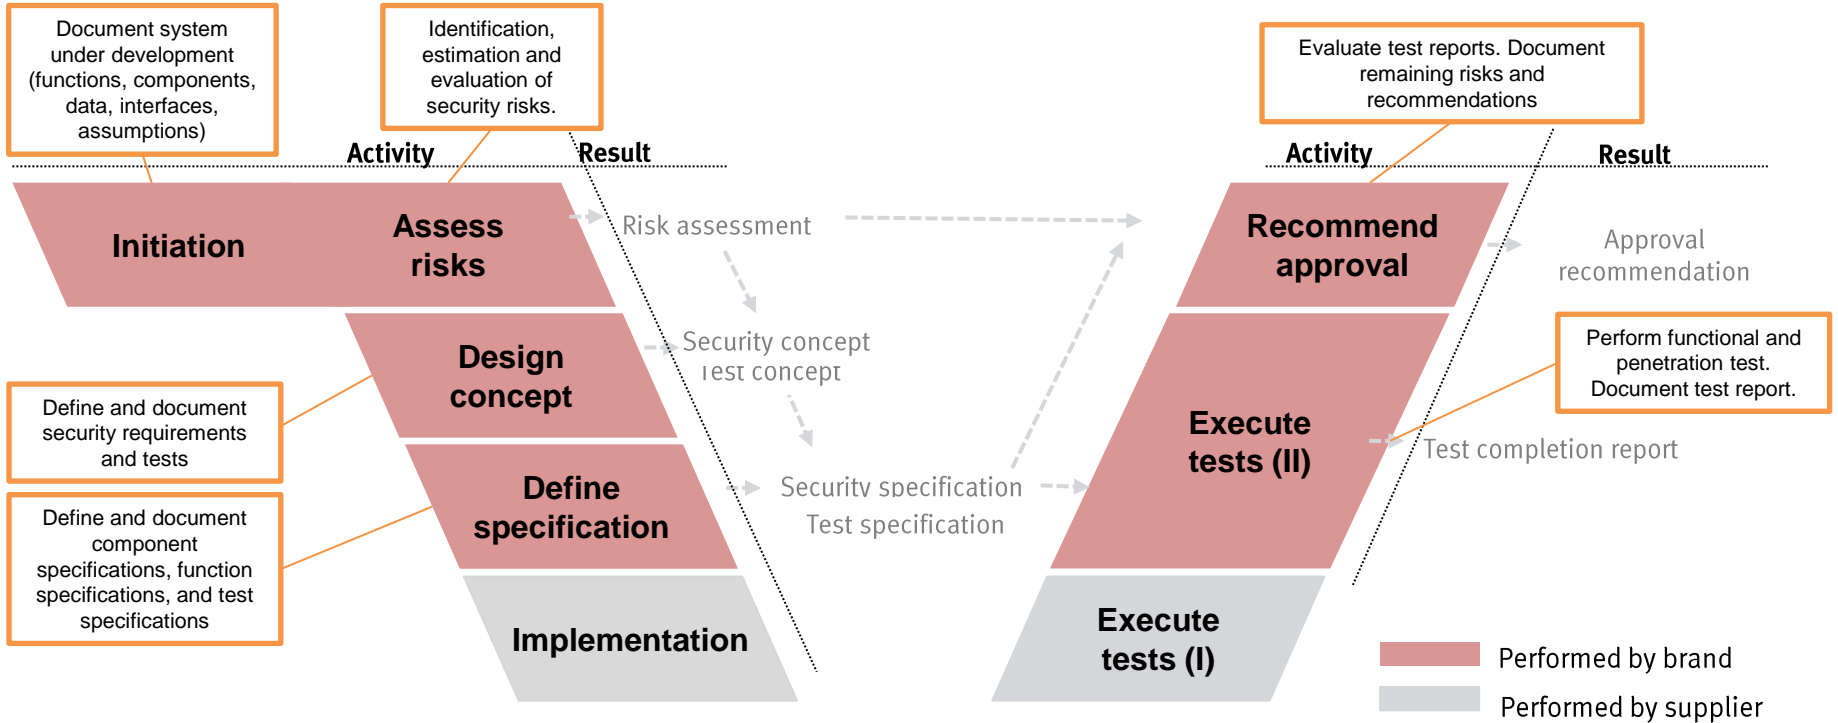 Document system
under development
(functions, components,
data, interfaces,
assumptions)
Identification,
estimation and
evaluation of
security risks.
Evaluate test reports. Document
remaining risks and
recommendations
Activity
Result
Activity
Result
Initiation
Assess
risks
Risk assessment
Recommend
approval
Approval
recommendation
Design
concept
Security concept
Test concept
Perform functional and
penetration test.
Document test report.
Define and document
security requirements
and tests
Execute
tests (II)
Test completion report
Define
specification
Security specification
Test specification
Define and document
component
specifications, function
specifications, and test
specifications
Implementation
Execute
tests (I)
Performed by brand
Performed by supplier